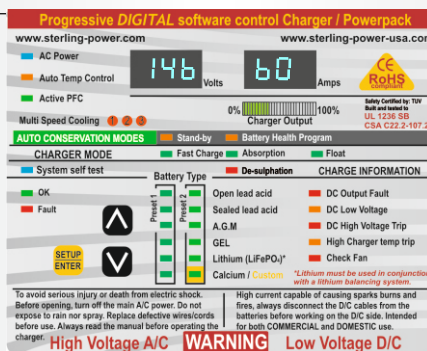 Progressive DIGITAL software control Charger / Powerpack
www.sterling-power.com www.sterling-power-usa.com
AC Power
Auto Temp Control
Active PFC
146 Volts 60 Amps
CE
RoHS
compliant
0% 100%
Charger Output
Safety Certified by: TUV
Built and tested to
UL 1236 SB
CSA C22.2-107.2
Multi Speed Cooling 1 2 3
AUTO CONSERVATION MODES Stand-by Battery Health Program
CHARGER MODE Fast Charge Absorption Float
System self test Battery Type De-sulphation CHARGE INFORMATION
OK
Fault
SETUP
ENTER
Preset 1
Preset 2
Open lead acid
Sealed lead acid
A.G.M
GEL
Lithium (LiFePO₄)*
Calcium / Custom
DC Output Fault
DC Low Voltage
DC High Voltage Trip
High Charger temp trip
Check Fan
*Lithium must be used in conjunction
with a lithium balancing system.
To avoid serious injury or death from electric shock.
Before opening, turn off the main A/C power. Do not
expose to rain nor spray. Replace defective wires/cords
before use. Always read the manual before operating the
charger.
High current capable of causing sparks burns and
fires, always disconnect the D/C cables from the
batteries before working on the D/C side. Intended
for both COMMERCIAL and DOMESTIC use.
High Voltage A/C WARNING Low Voltage D/C